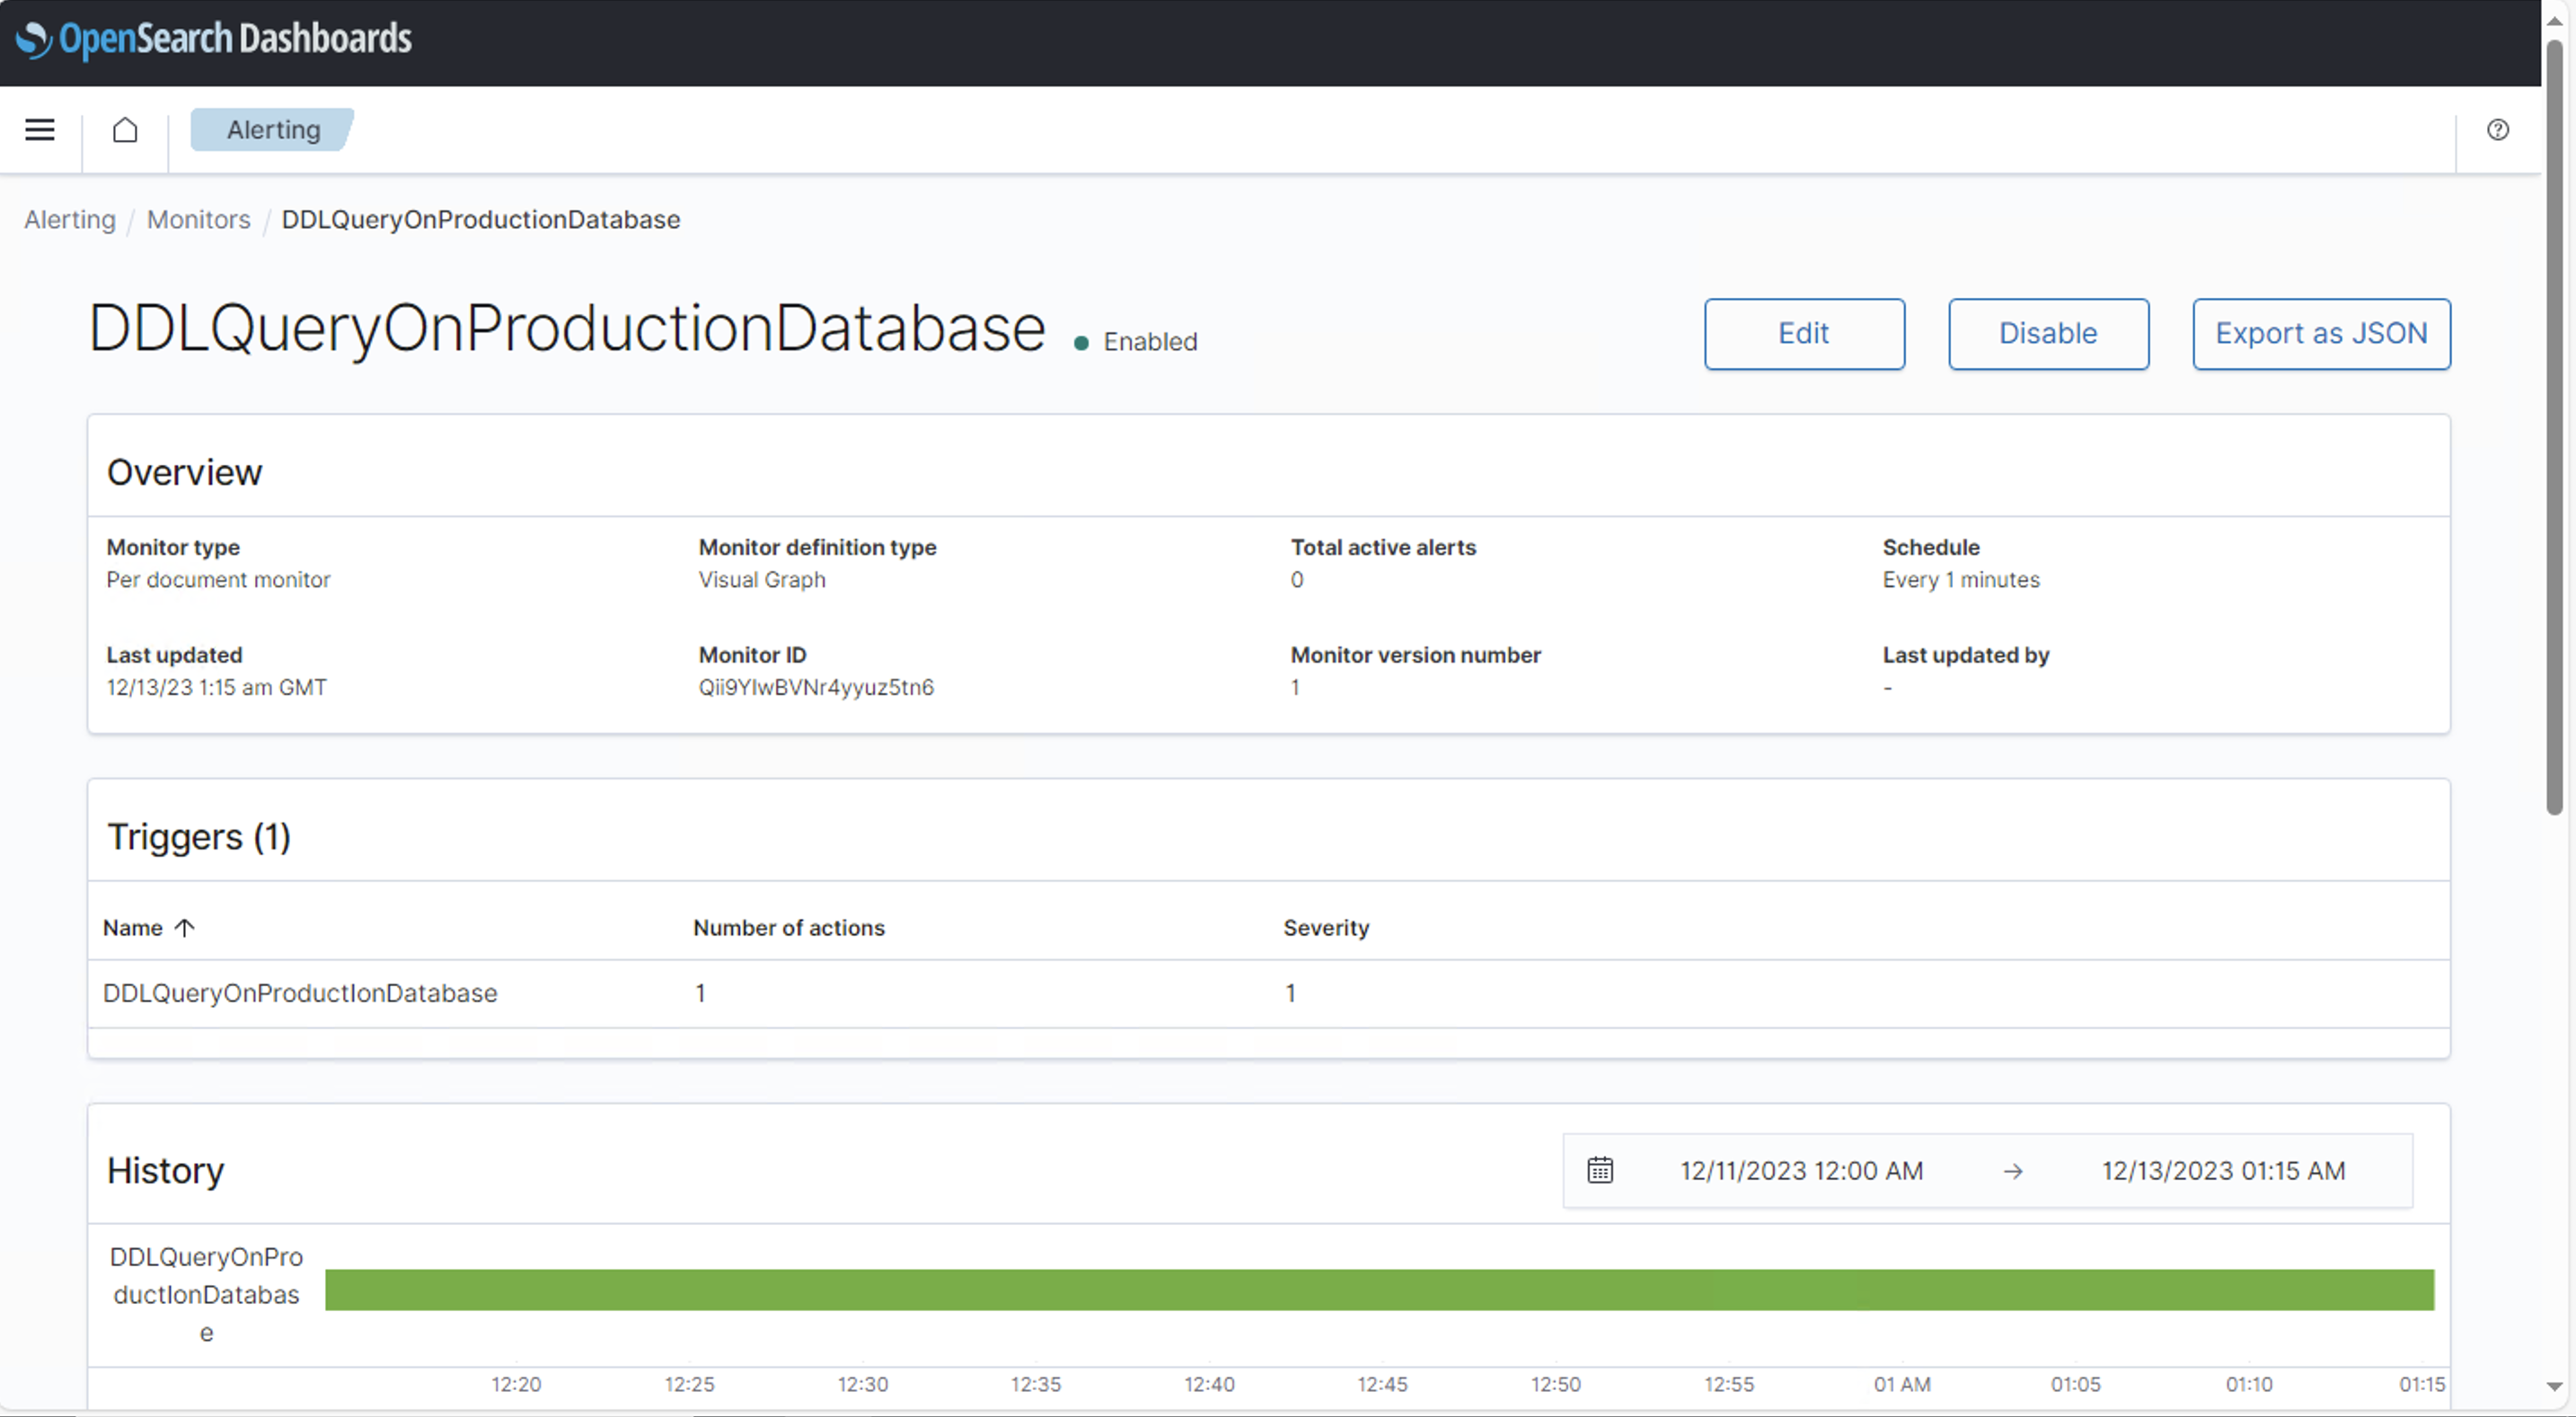 OpenSearch Dashboards
Alerting
Alerting / Monitors / DDLQueryOnProductionDatabase
DDLQueryOnProductionDatabase Enabled Edit Disable Export as JSON
Overview
Monitor type Monitor definition type Total active alerts Schedule
Per document monitor Visual Graph 0 Every 1 minutes
Last updated Monitor ID Monitor version number Last updated by
12/13/23 1:15 am GMT Qii9YIwBVNr4yyuz5tn6 1 -
Triggers (1)
Name ↑ Number of actions Severity
DDLQueryOnProductIonDatabase 1 1
History 12/11/2023 12:00 AM → 12/13/2023 01:15 AM
DDLQueryOnPro
ductIonDatabas
e
12:20 12:25 12:30 12:35 12:40 12:45 12:50 12:55 01 AM 01:05 01:10 01:15